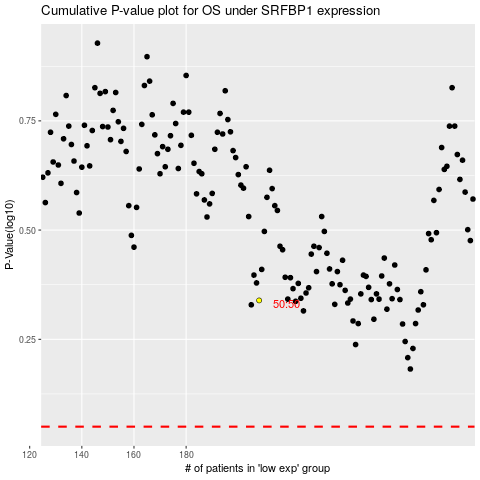 Cumulative P-value plot for OS under SRFBP1 expression
P-Value(log10)
0.75
0.50
0.25
50:50
120 140 160 180
# of patients in 'low exp' group